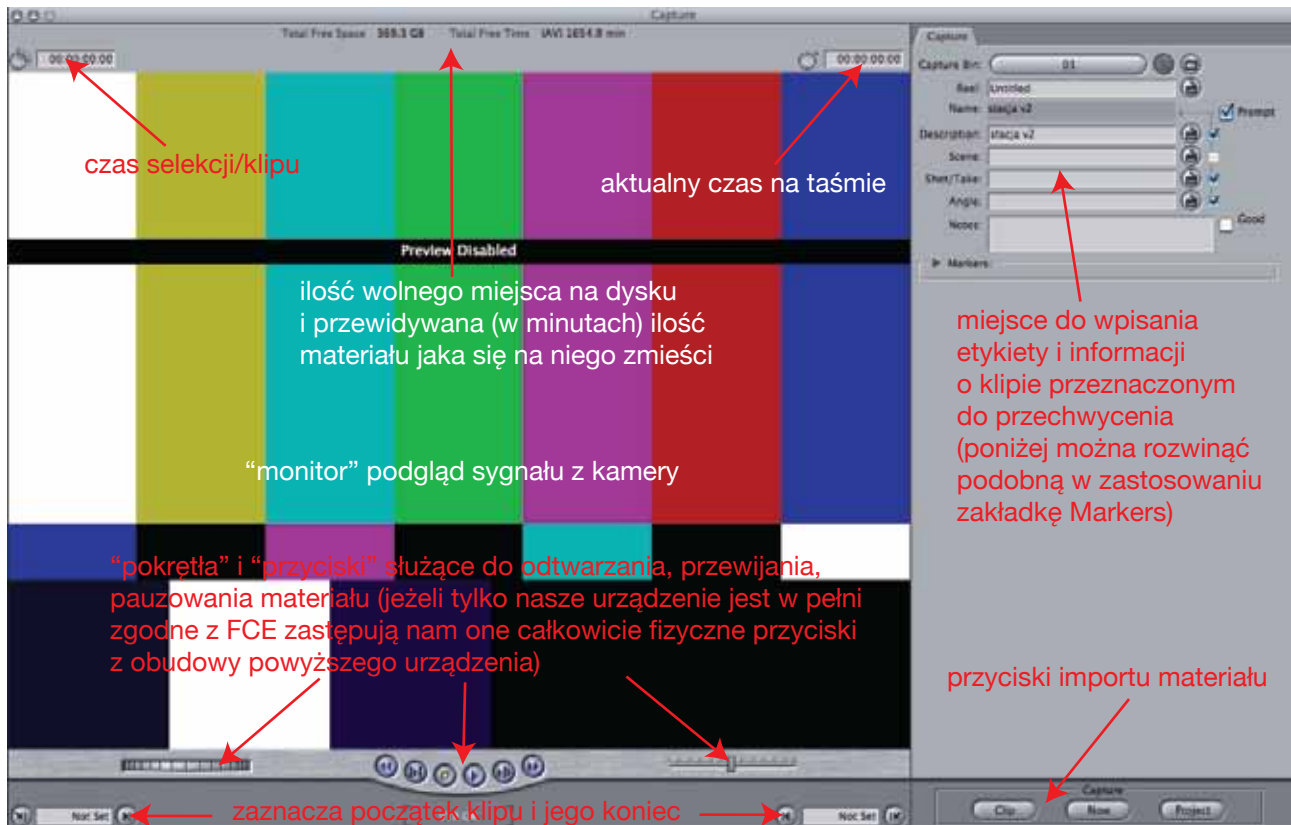 Capture
Total Free Space 369.3 GB Total Free Time (AV) 1654.8 min
00:00:00:00
00:00:00:00
czas selekcji/klipu
aktualny czas na taśmie
Preview Disabled
ilość wolnego miejsca na dysku
i przewidywana (w minutach) ilość
materiału jaka się na niego zmieści
“monitor” podgląd sygnału z kamery
“pokrętła” i “przyciski” służące do odtwarzania, przewijania,
pauzowania materiału (jeżeli tylko nasze urządzenie jest w pełni
zgodne z FCE zastępują nam one całkowicie fizyczne przyciski
z obudowy powyższego urządzenia)
Not Set
zaznacza początek klipu i jego koniec
Not Set
Capture
Capture Bin: 01
Reel: Untitled
Name: stacja v2
Prompt
Description: stacja v2
Scene:
Shot/Take:
Angle:
Notes:
Good
Markers:
miejsce do wpisania
etykiety i informacji
o klipie przeznaczonym
do przechwycenia
(poniżej można rozwinąć
podobną w zastosowaniu
zakładkę Markers)
przyciski importu materiału
Capture
Clip
Now
Project